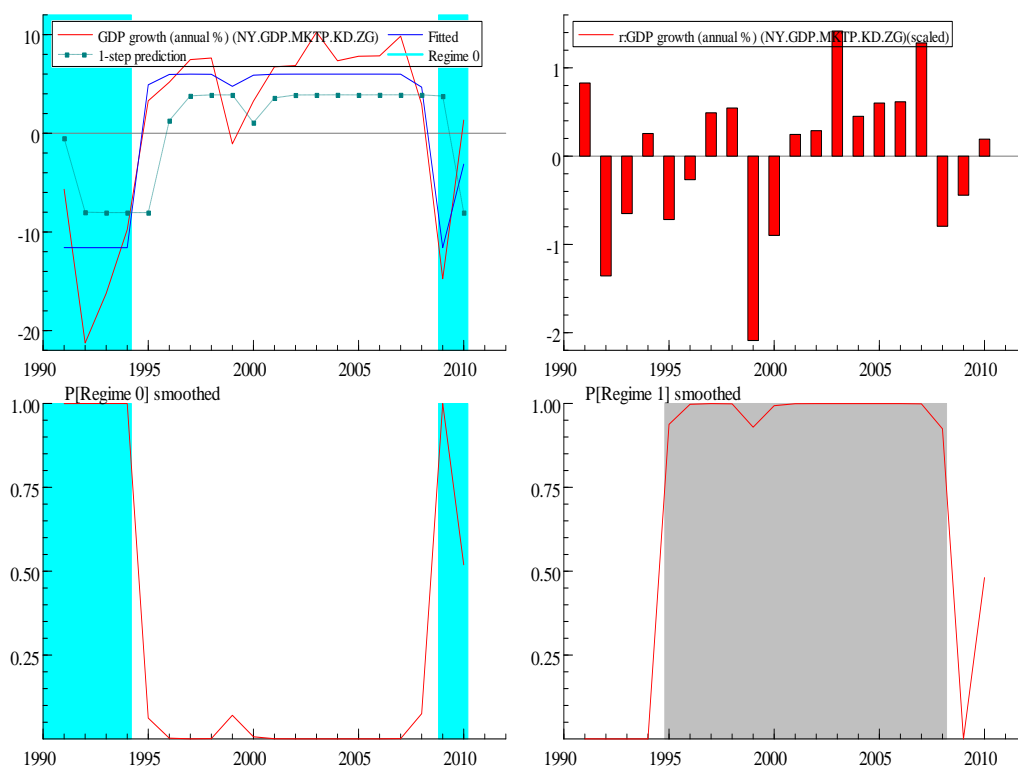 GDP growth (annual %) (NY.GDP.MKTP.KD.ZG) Fitted
1-step prediction Regime 0
10
0
-10
-20
1990 1995 2000 2005 2010
r:GDP growth (annual %) (NY.GDP.MKTP.KD.ZG)(scaled)
1
0
-1
-2
1990 1995 2000 2005 2010
P[Regime 0] smoothed
1.00
0.75
0.50
0.25
1990 1995 2000 2005 2010
P[Regime 1] smoothed
1.00
0.75
0.50
0.25
1990 1995 2000 2005 2010